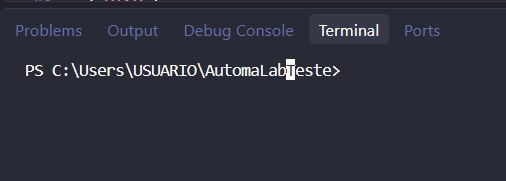 Problems Output Debug Console Terminal Ports
PS C:\Users\USUARIO\AutomaLabTeste>